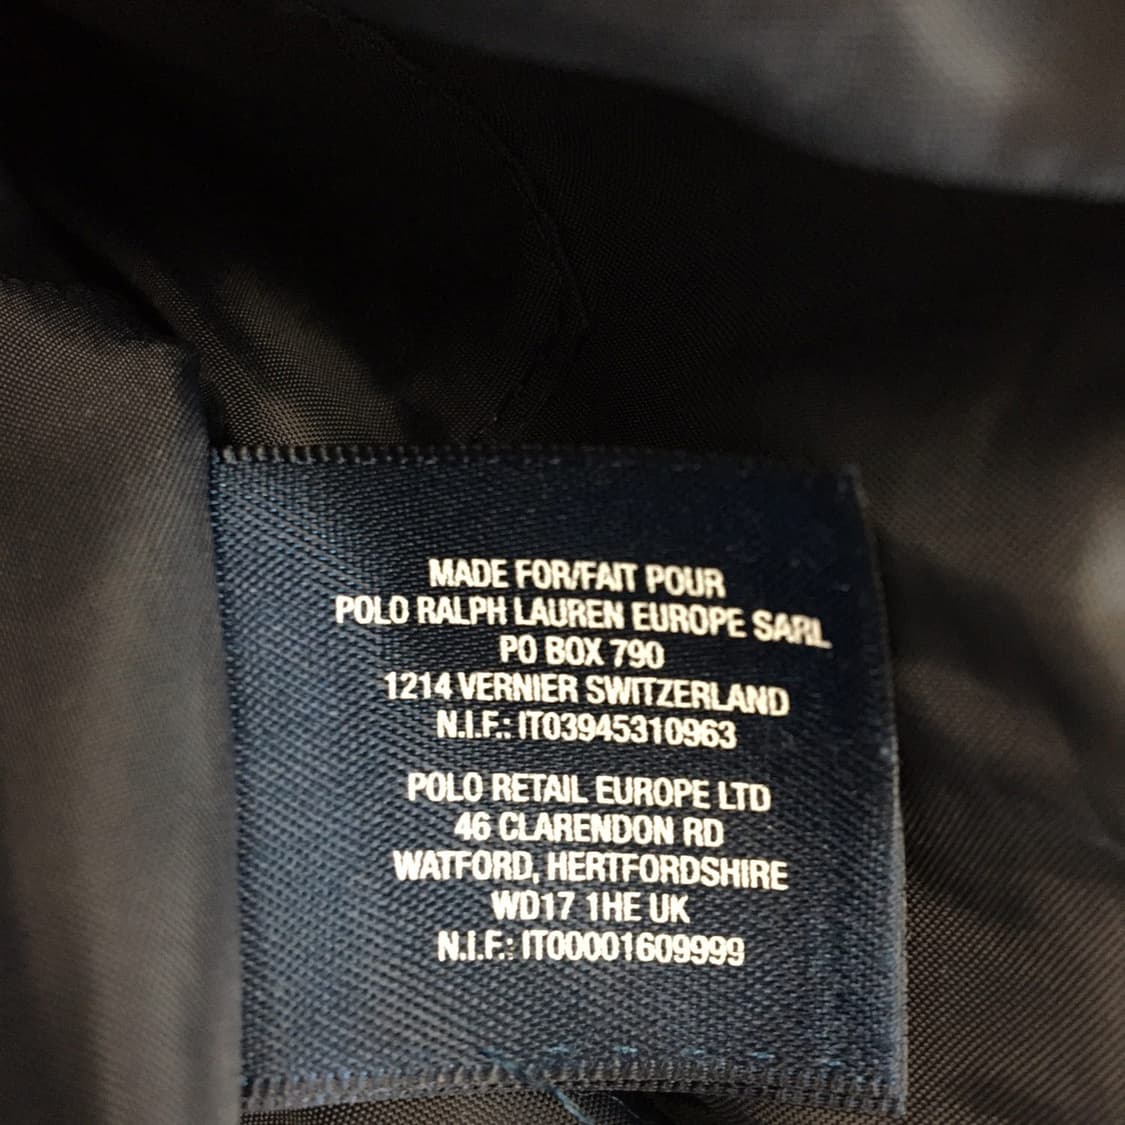 MADE FOR/FAIT POUR
POLO RALPH LAUREN EUROPE SARL
PO BOX 790
1214 VERNIER SWITZERLAND
N.I.F.: IT03945310963
POLO RETAIL EUROPE LTD
46 CLARENDON RD
WATFORD, HERTFORDSHIRE
WD17 1HE UK
N.I.F.: IT00001609999